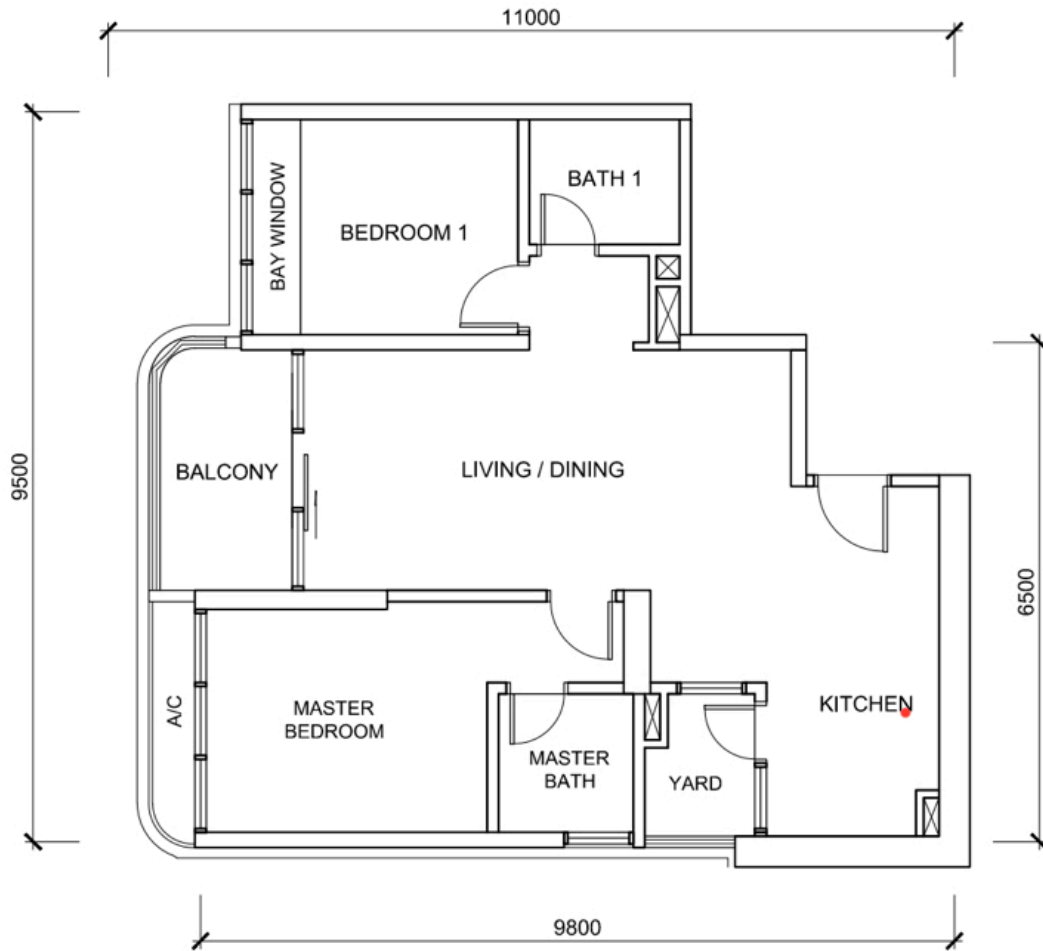 11000
BAY WINDOW
BEDROOM 1
BATH 1
9500
BALCONY
LIVING / DINING
6500
A/C
MASTER
BEDROOM
MASTER
BATH
YARD
KITCHEN
9800